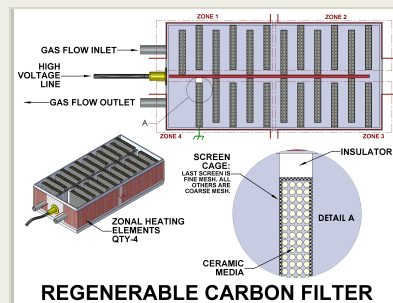 ZONE 1
ZONE 2
GAS FLOW INLET
HIGH
VOLTAGE
LINE
GAS FLOW OUTLET
A
ZONE 4
ZONE 3
SCREEN
CAGE:
LAST SCREEN IS
FINE MESH. ALL
OTHERS ARE
COARSE MESH.
INSULATOR
DETAIL A
ZONAL HEATING
ELEMENTS
QTY-4
CERAMIC
MEDIA
REGENERABLE CARBON FILTER